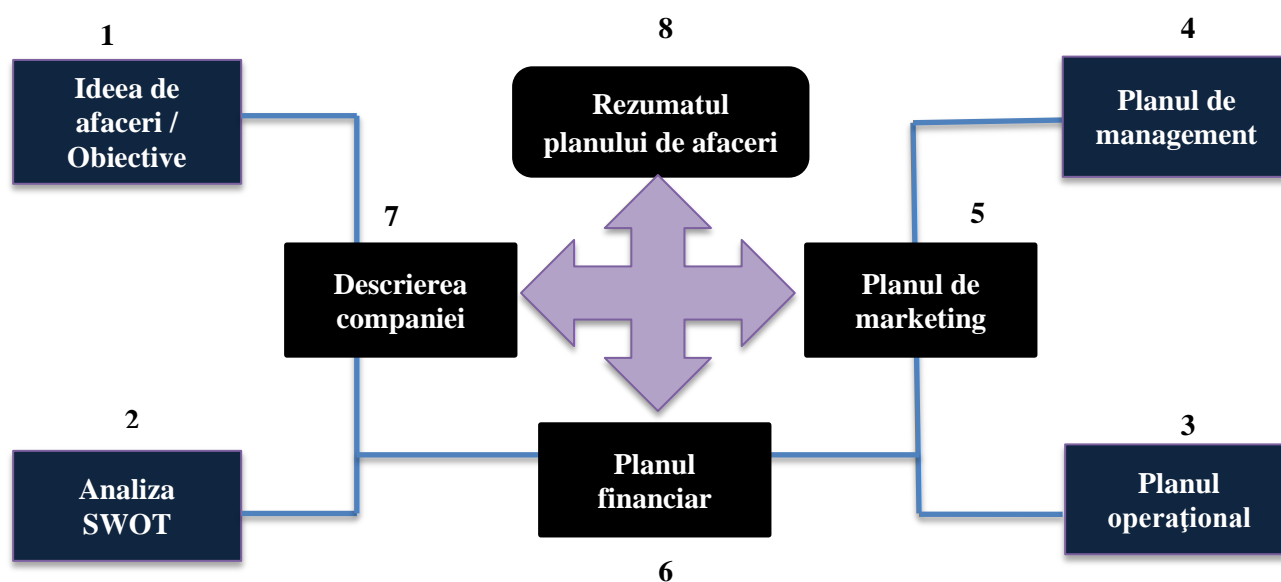 1
Ideea de
afaceri /
Obiective
8
Rezumatul
planului de afaceri
4
Planul de
management
7
Descrierea
companiei
5
Planul de
marketing
2
Analiza
SWOT
Planul
financiar
6
3
Planul
operaţional